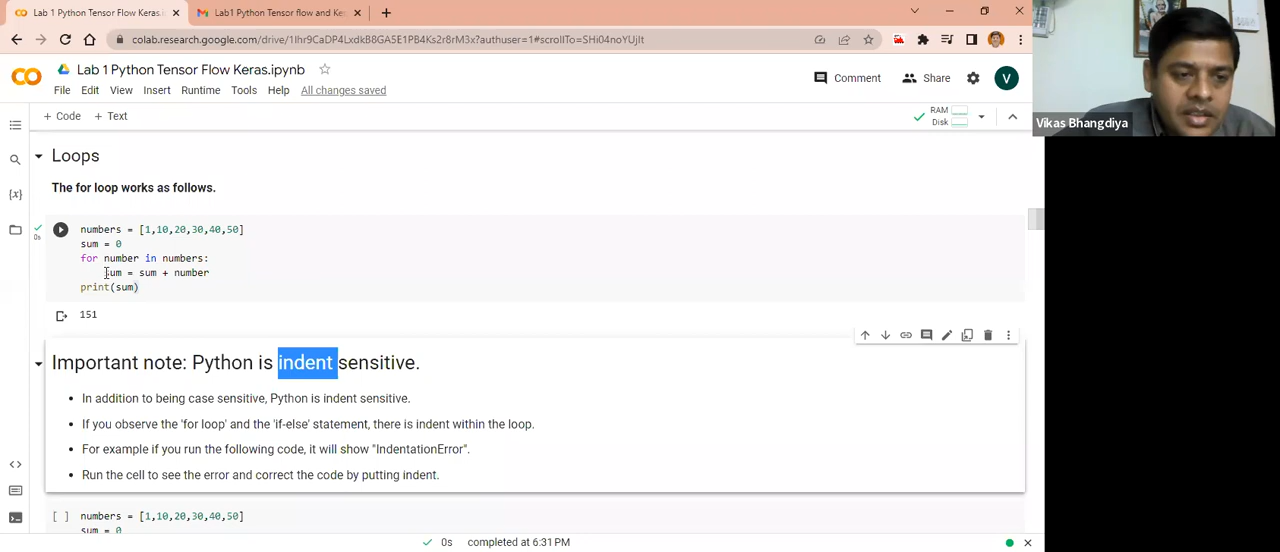 Lab 1 Python Tensor Flow Keras.i
Lab1 Python Tensor flow and Ke
colab.research.google.com/drive/1Ihr9CaDP4LxdkB8GA5E1PB4Ks2r8rM3x?authuser=1#scrollTo=SHi04noYUjIt
Lab 1 Python Tensor Flow Keras.ipynb
Comment
Share
V
File Edit View Insert Runtime Tools Help All changes saved
+ Code + Text
RAM
Disk
Vikas Bhangdiya
Loops
The for loop works as follows.
0s
numbers = [1,10,20,30,40,50]
sum = 0
for number in numbers:
sum = sum + number
print(sum)
151
Important note: Python is indent sensitive.
• In addition to being case sensitive, Python is indent sensitive.
• If you observe the 'for loop' and the 'if-else' statement, there is indent within the loop.
• For example if you run the following code, it will show "IndentationError".
• Run the cell to see the error and correct the code by putting indent.
[ ] numbers = [1,10,20,30,40,50]
sum = 0
0s completed at 6:31 PM